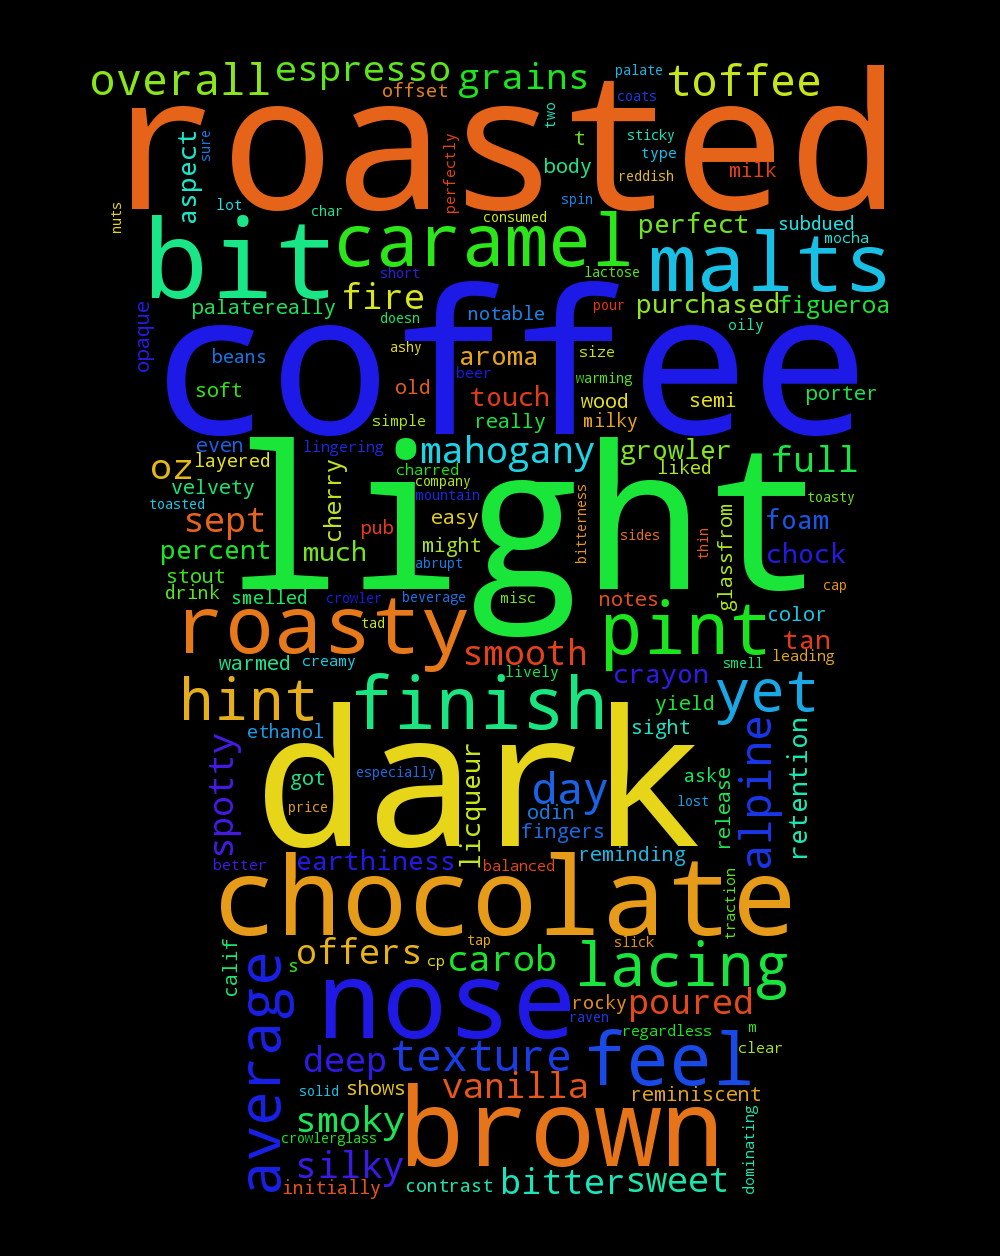 overall espresso grains palate toffee
offset coats
roasted
two
t
sticky
type
body
milk
reddish
perfectly
aspect
sure
spin
nuts
lot
char
consumed
perfect
subdued
bit
caramel
mocha
malts
short
lactose
fire
purchased
figueroa
palatereally
pour
notable
doesn
oily
opaque
coffee
beans
ashy
aroma
size
beer
warming
soft
old
touch
wood
semi
porter
simple
really
milky
even
lingering
mahogany
growler
oz
layered
charred
liked
full
company
velvety
mountain
toasty
toasted
light
cherry
sept
pub
easy
bitterness
sides
thin
glassfrom
foam
percent
much
might
chock
abrupt
stout
drink
smelled
crowler
beverage
misc
notes
cap
roasty
tad
pint
color
tan
smooth
warmed
creamy
lively
smell
leading
crayon
hint
finish
yield
yet
ethanol
sight
dark
spotty
got
especially
licqueur
day
ask
release
alpine
retention
price
odin
lost
fingers
better
earthiness
balanced
reminding
chocolate
traction
calif
tap
slick
s
offers
cp
carob
lacing
average
nose
rocky
poured
raven
regardless
m
deep
texture
feel
clear
solid
shows
vanilla
reminiscent
smoky
brown
crowlerglass
silky
dominating
initially
contrast
bittersweet